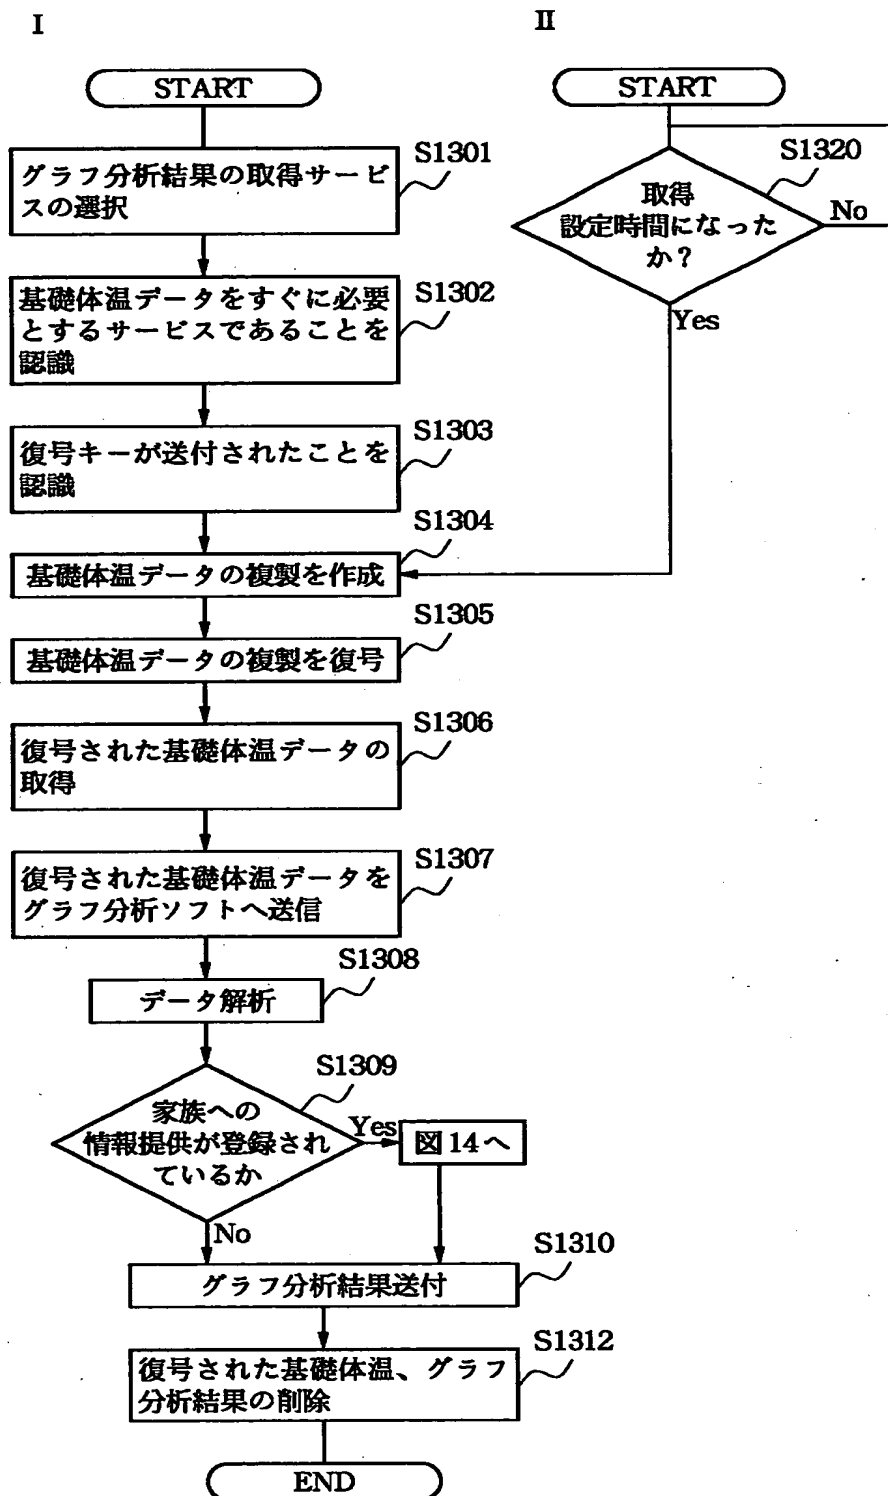 I
II
START
START
S1301
グラフ分析結果の取得サービ
スの選択
S1320
取得
設定時間になった
か?
No
Yes
S1302
基礎体温データをすぐに必要
とするサービスであることを
認識
S1303
復号キーが送付されたことを
認識
S1304
基礎体温データの複製を作成
S1305
基礎体温データの複製を復号
S1306
復号された基礎体温データの
取得
S1307
復号された基礎体温データを
グラフ分析ソフトへ送信
S1308
データ解析
S1309
家族への
情報提供が登録され
ているか
Yes
図14へ
No
S1310
グラフ分析結果送付
S1312
復号された基礎体温、グラフ
分析結果の削除
END